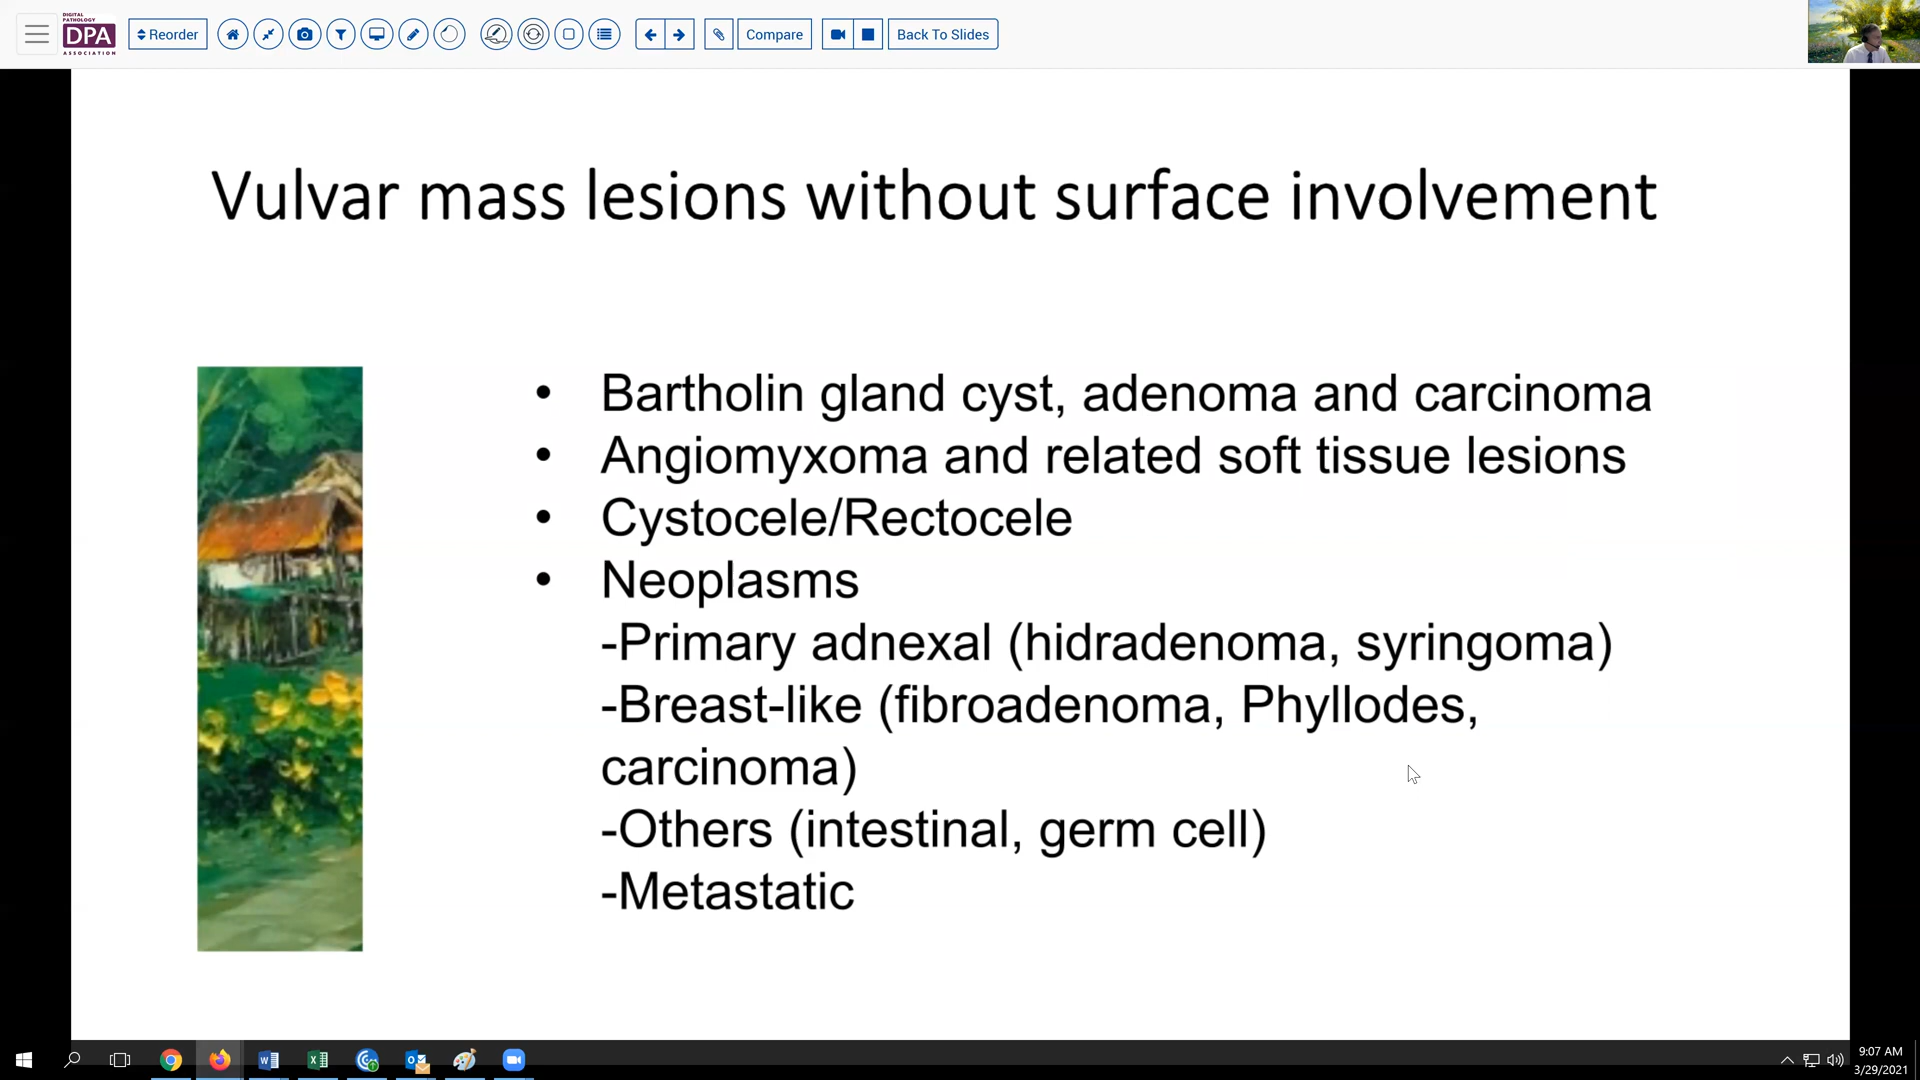 DIGITAL
PATHOLOGY
DPA
ASSOCIATION
Reorder
Compare
Back To Slides
Vulvar mass lesions without surface involvement
• Bartholin gland cyst, adenoma and carcinoma
• Angiomyxoma and related soft tissue lesions
• Cystocele/Rectocele
• Neoplasms
-Primary adnexal (hidradenoma, syringoma)
-Breast-like (fibroadenoma, Phyllodes,
carcinoma)
-Others (intestinal, germ cell)
-Metastatic
9:07 AM
3/29/2021